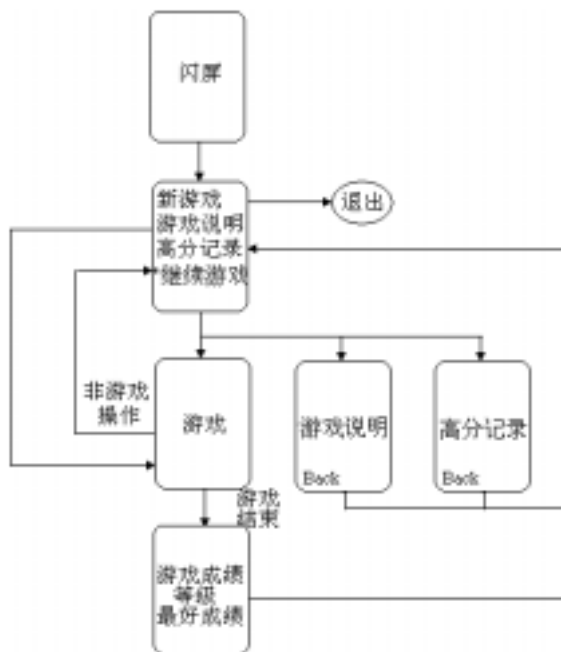 闪屏
新游戏
退出
游戏说明
高分记录
*继续游戏
非游戏
操作
游戏
游戏说明
Back
高分记录
Back
游戏
结束
游戏成绩
等级
最好成绩